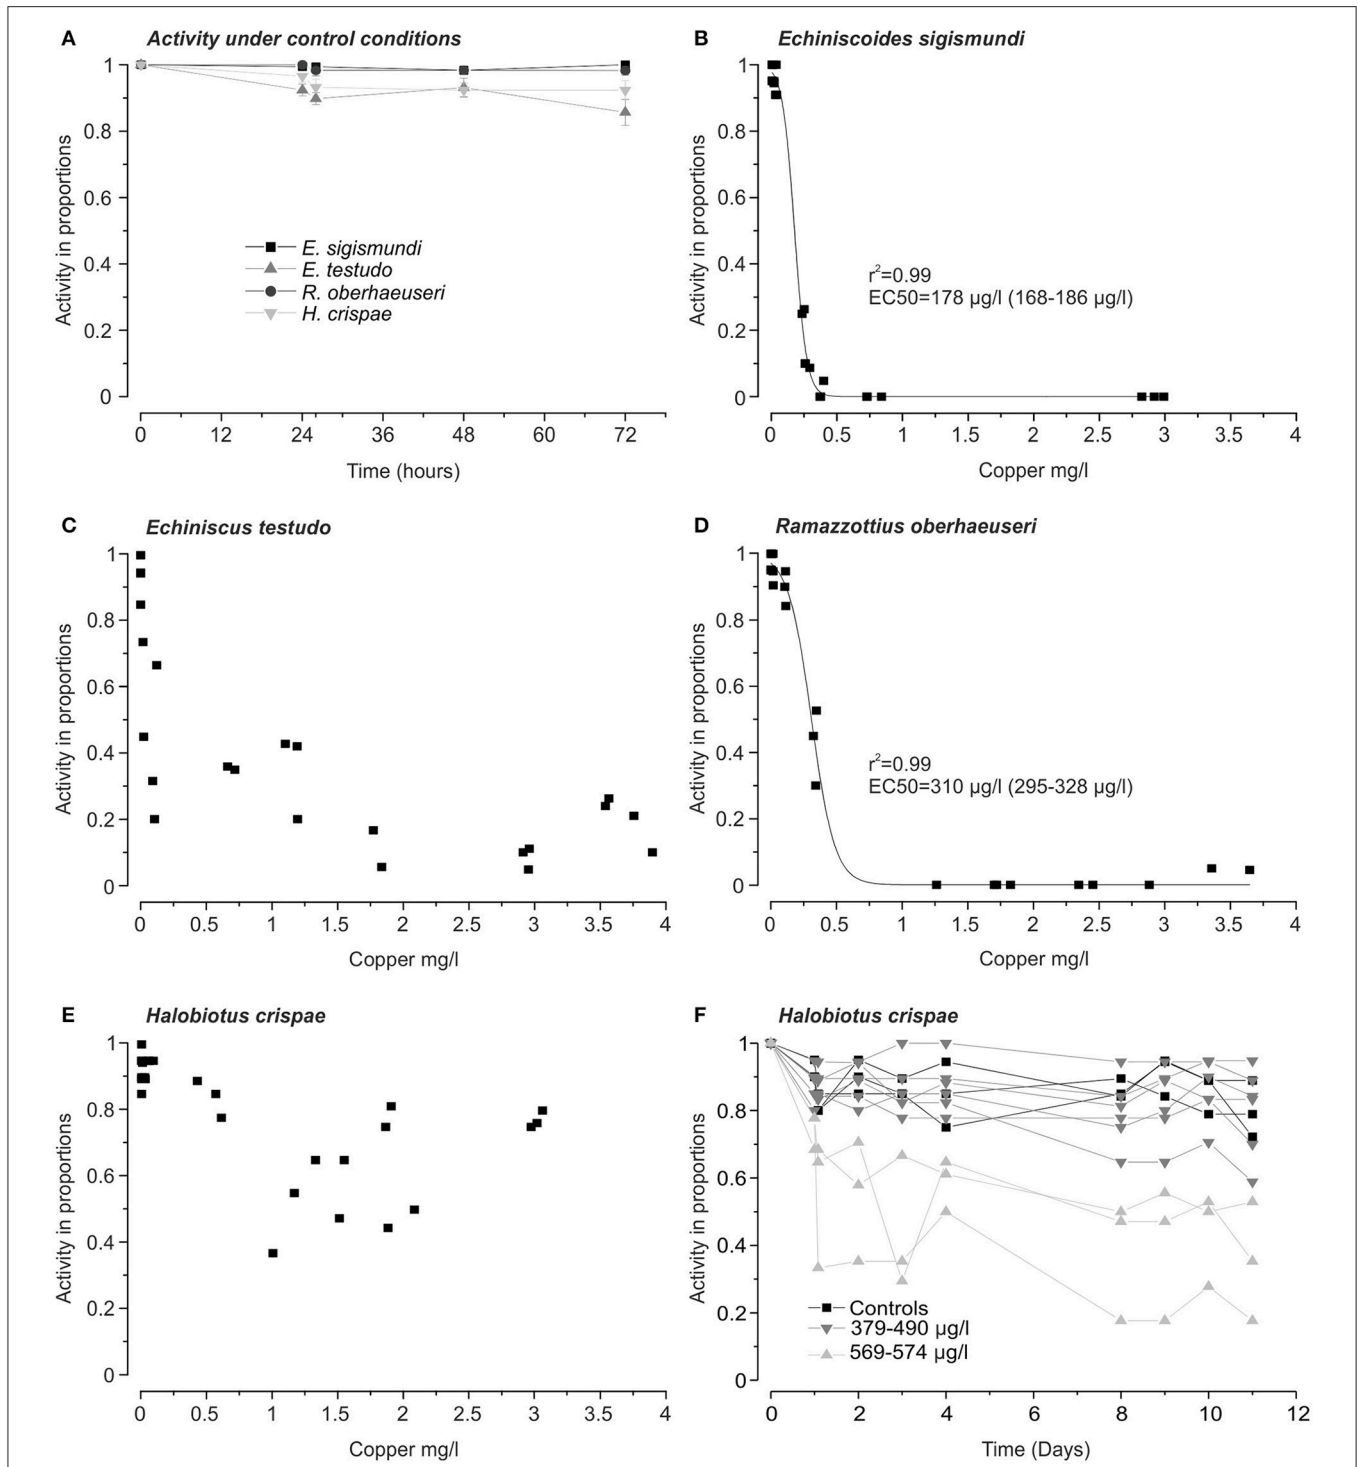 A Activity under control conditions
Activity in proportions
1
0.8
0.6
0.4
0.2
0
E. sigismundi
E. testudo
R. oberhaeuseri
H. crispae
0 12 24 36 48 60 72
Time (hours)
B Echiniscoides sigismundi
Activity in proportions
1
0.8
0.6
0.4
0.2
0
r²=0.99
EC50=178 µg/l (168-186 µg/l)
0 0.5 1 1.5 2 2.5 3 3.5 4
Copper mg/l
C Echiniscus testudo
Activity in proportions
1
0.8
0.6
0.4
0.2
0
0 0.5 1 1.5 2 2.5 3 3.5 4
Copper mg/l
D Ramazzottius oberhaeuseri
Activity in proportions
1
0.8
0.6
0.4
0.2
0
r²=0.99
EC50=310 µg/l (295-328 µg/l)
0 0.5 1 1.5 2 2.5 3 3.5 4
Copper mg/l
E Halobiotus crispae
Activity in proportions
1
0.8
0.6
0.4
0.2
0
0 0.5 1 1.5 2 2.5 3 3.5 4
Copper mg/l
F Halobiotus crispae
Activity in proportions
1
0.8
0.6
0.4
0.2
0
Controls
379-490 µg/l
569-574 µg/l
0 2 4 6 8 10 12
Time (Days)